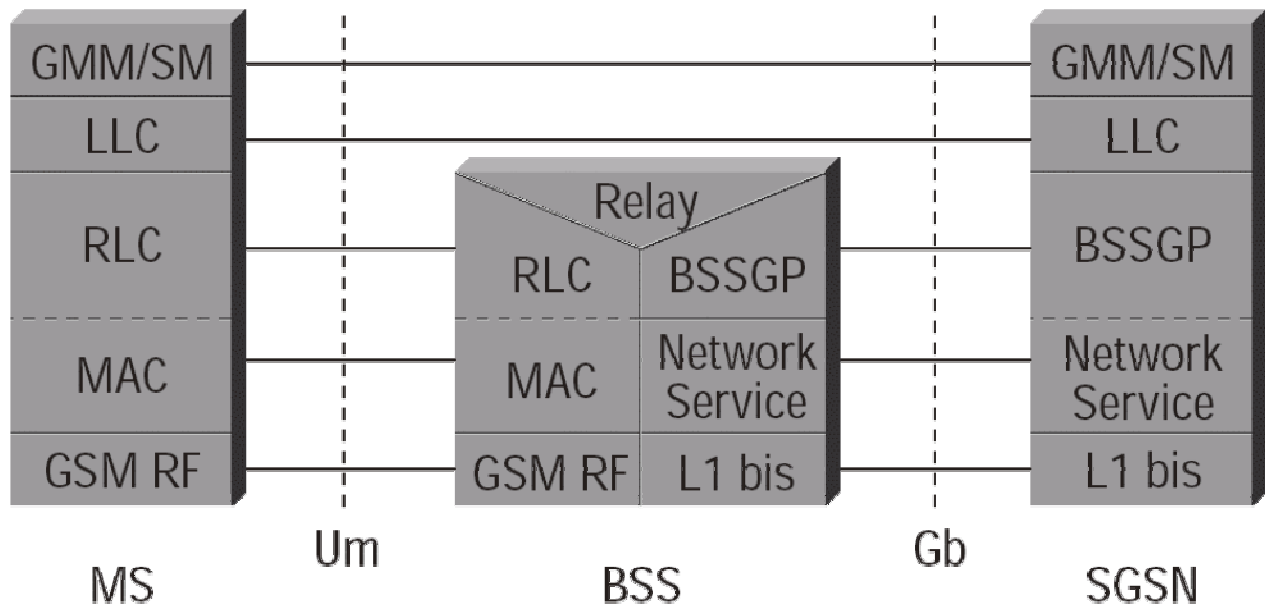 GMM/SM
LLC
RLC
MAC
GSM RF
MS
Um
Relay
RLC
BSSGP
MAC
Network
Service
GSM RF
L1 bis
BSS
Gb
GMM/SM
LLC
BSSGP
Network
Service
L1 bis
SGSN